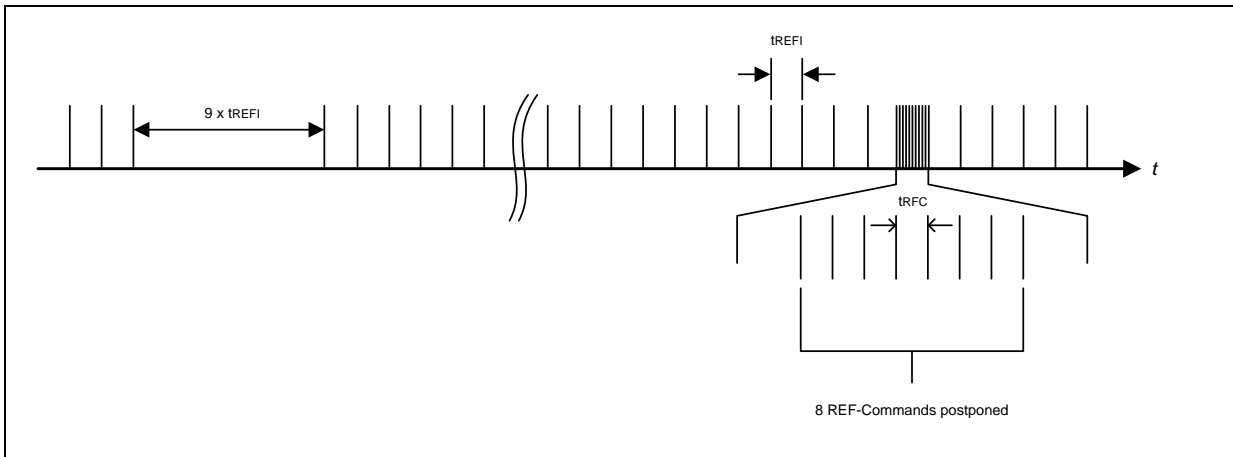 tREFI
9 x tREFI
t
tRFC
8 REF-Commands postponed